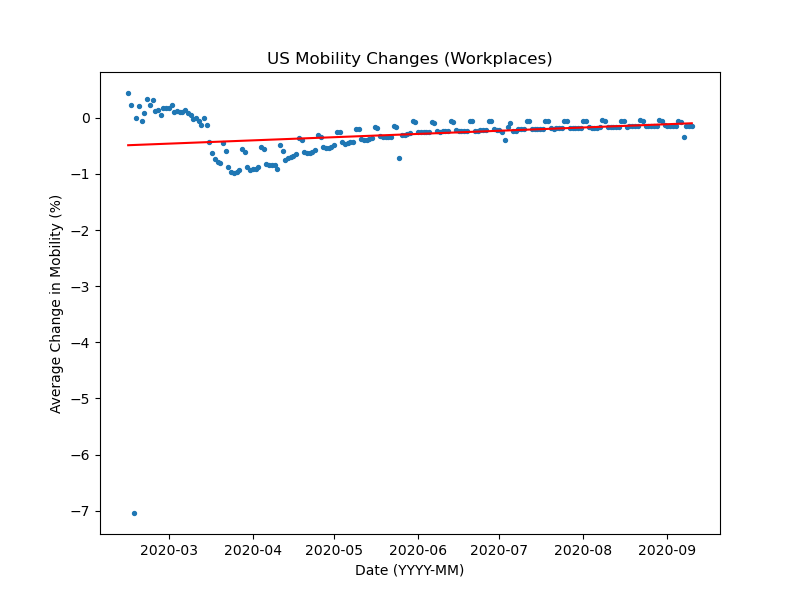 US Mobility Changes (Workplaces)
Average Change in Mobility (%)
0
−1
−2
−3
−4
−5
−6
−7
2020-03 2020-04 2020-05 2020-06 2020-07 2020-08 2020-09
Date (YYYY-MM)